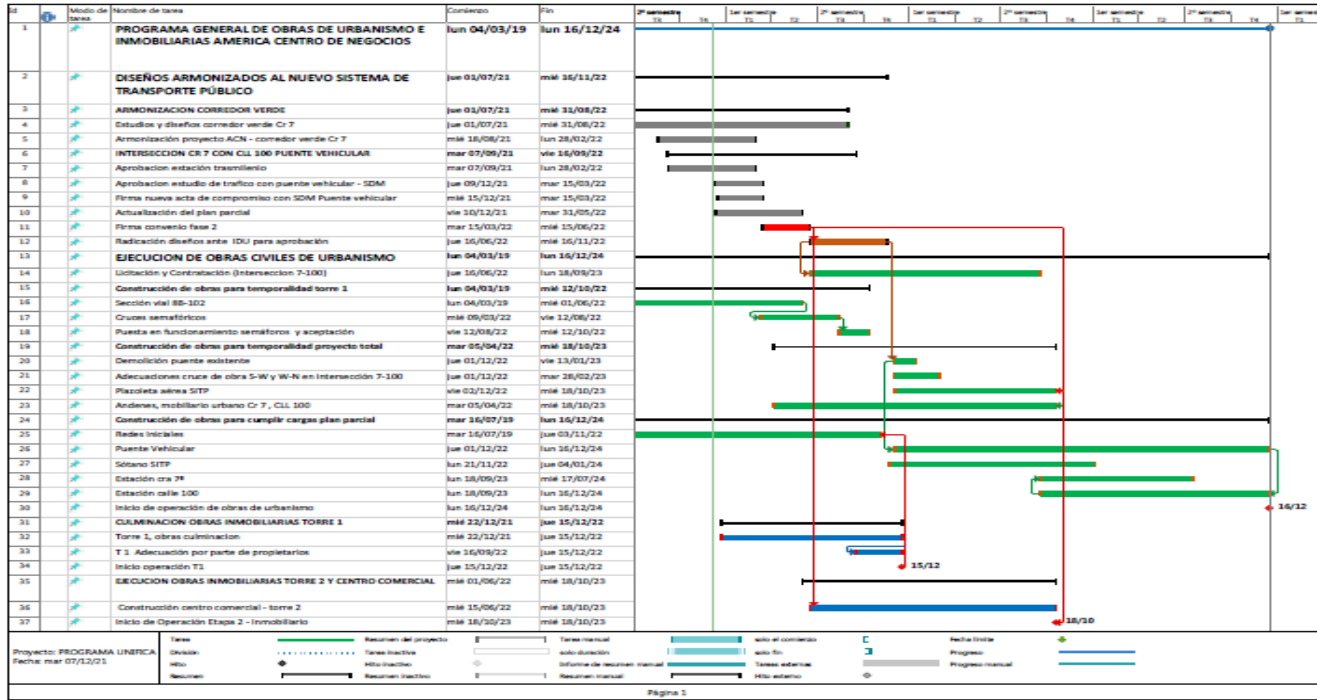 Id Modo de tarea Nombre de tarea Comienzo Fin 2º semestre 1er semestre 2º semestre 1er semestre 2º semestre 1er semestre 2º semestre 1er semestre
T3 T4 T1 T2 T3 T4 T1 T2 T3 T4 T1 T2 T3 T4 T1
1 PROGRAMA GENERAL DE OBRAS DE URBANISMO E INMOBILIARIAS AMERICA CENTRO DE NEGOCIOS lun 04/03/19 lun 16/12/24
2 DISEÑOS ARMONIZADOS AL NUEVO SISTEMA DE TRANSPORTE PÚBLICO jue 01/07/21 mié 16/11/22
3 ARMONIZACION CORREDOR VERDE jue 01/07/21 mié 31/08/22
4 Estudios y diseños corredor verde Cr 7 jue 01/07/21 mié 31/08/22
5 Armonización proyecto ACN - corredor verde Cr 7 mié 18/08/21 lun 28/02/22
6 INTERSECCION CR 7 CON CLL 100 PUENTE VEHICULAR mar 07/09/21 vie 16/09/22
7 Aprobacion estación trasmilenio mar 07/09/21 lun 28/02/22
8 Aprobacion estudio de trafico con puente vehicular - SDM jue 09/12/21 mar 15/03/22
9 Firma nueva acta de compromiso con SDM Puente vehicular mié 15/12/21 mar 15/03/22
10 Actualización del plan parcial vie 10/12/21 mar 31/05/22
11 Firma convenio fase 2 mar 15/03/22 mié 15/06/22
12 Radicación diseños ante IDU para aprobación jue 16/06/22 mié 16/11/22
13 EJECUCION DE OBRAS CIVILES DE URBANISMO lun 04/03/19 lun 16/12/24
14 Licitación y Contratación (Interseccion 7-100) jue 16/06/22 lun 18/09/23
15 Construcción de obras para temporalidad torre 1 lun 04/03/19 mié 12/10/22
16 Sección vial 88-102 lun 04/03/19 mié 01/06/22
17 Cruces semafóricos mié 09/03/22 vie 12/08/22
18 Puesta en funcionamiento semáforos y aceptación vie 12/08/22 mié 12/10/22
19 Construcción de obras para temporalidad proyecto total mar 05/04/22 mié 18/10/23
20 Demolición puente existente jue 01/12/22 vie 13/01/23
21 Adecuaciones cruce de obra S-W y W-N en Intersección 7-100 jue 01/12/22 mar 28/02/23
22 Plazoleta aérea SITP vie 02/12/22 mié 18/10/23
23 Andenes, mobiliario urbano Cr 7 , CLL 100 mar 05/04/22 mié 18/10/23
24 Construcción de obras para cumplir cargas plan parcial mar 16/07/19 lun 16/12/24
25 Redes Iniciales mar 16/07/19 jue 03/11/22
26 Puente Vehicular jue 01/12/22 lun 16/12/24
27 Sótano SITP lun 21/11/22 jue 04/01/24
28 Estación cra 7ª lun 18/09/23 mié 17/07/24
29 Estación calle 100 lun 18/09/23 lun 16/12/24
30 Inicio de operación de obras de urbanismo lun 16/12/24 lun 16/12/24 16/12
31 CULMINACION OBRAS INMOBILIARIAS TORRE 1 mié 22/12/21 jue 15/12/22
32 Torre 1, obras culminacion mié 22/12/21 jue 15/12/22
33 T 1 Adecuación por parte de propietarios vie 16/09/22 jue 15/12/22
34 Inicio operación T1 jue 15/12/22 jue 15/12/22 15/12
35 EJECUCION OBRAS INMOBILIARIAS TORRE 2 Y CENTRO COMERCIAL mié 01/06/22 mié 18/10/23
36 Construcción centro comercial - torre 2 mié 15/06/22 mié 18/10/23
37 Inicio de Operación Etapa 2 - Inmobiliario mié 18/10/23 mié 18/10/23 18/10
Proyecto: PROGRAMA UNIFICA
Fecha: mar 07/12/21
Tarea Resumen del proyecto Tarea manual solo el comienzo Fecha límite
División Tarea inactiva solo duración solo fin Progreso
Hito Hito inactivo Informe de resumen manual Tareas externas Progreso manual
Resumen Resumen inactivo Resumen manual Hito externo
Página 1